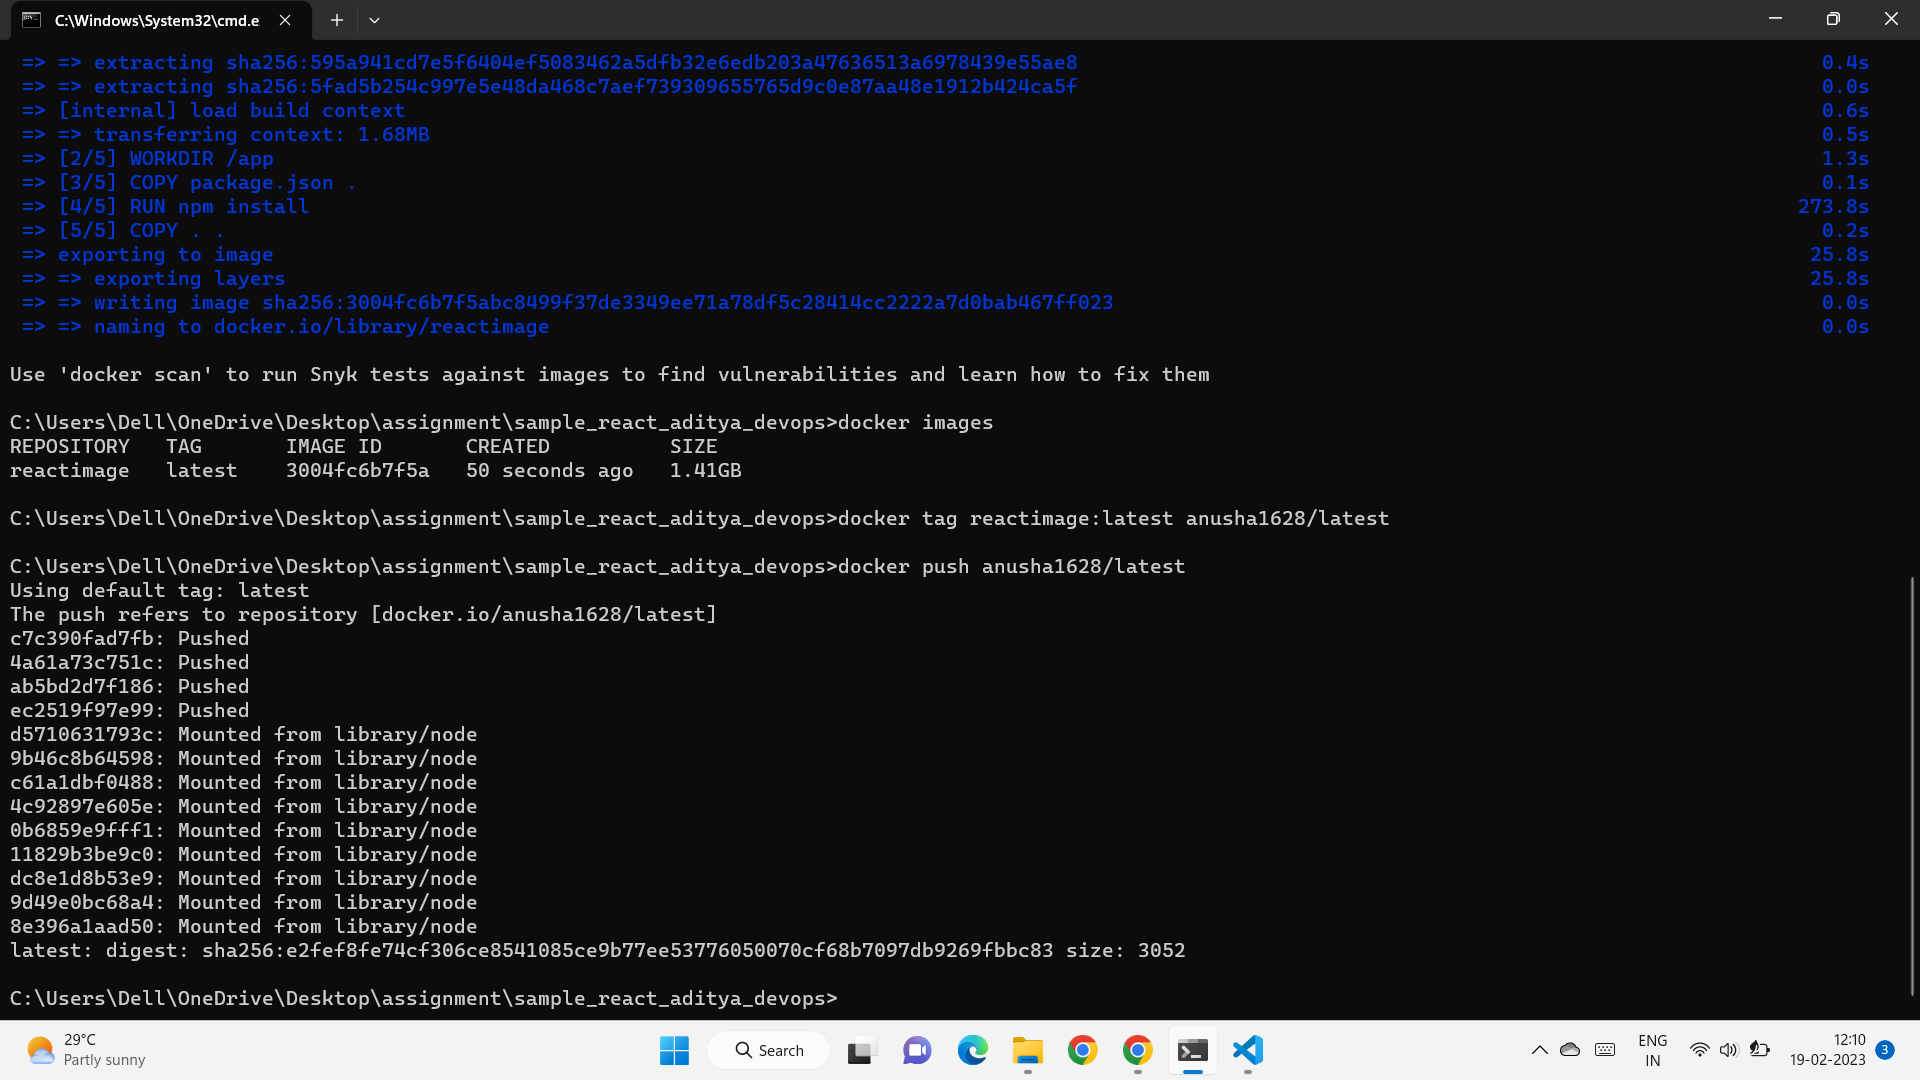 C:\Windows\System32\cmd.e
=> => extracting sha256:595a941cd7e5f6404ef5083462a5dfb32e6edb203a47636513a6978439e55ae8 0.4s
=> => extracting sha256:5fad5b254c997e5e48da468c7aef739309655765d9c0e87aa48e1912b424ca5f 0.0s
=> [internal] load build context 0.6s
=> => transferring context: 1.68MB 0.5s
=> [2/5] WORKDIR /app 1.3s
=> [3/5] COPY package.json . 0.1s
=> [4/5] RUN npm install 273.8s
=> [5/5] COPY . . 0.2s
=> exporting to image 25.8s
=> => exporting layers 25.8s
=> => writing image sha256:3004fc6b7f5abc8499f37de3349ee71a78df5c28414cc2222a7d0bab467ff023 0.0s
=> => naming to docker.io/library/reactimage 0.0s
Use 'docker scan' to run Snyk tests against images to find vulnerabilities and learn how to fix them
C:\Users\Dell\OneDrive\Desktop\assignment\sample_react_aditya_devops>docker images
REPOSITORY TAG IMAGE ID CREATED SIZE
reactimage latest 3004fc6b7f5a 50 seconds ago 1.41GB
C:\Users\Dell\OneDrive\Desktop\assignment\sample_react_aditya_devops>docker tag reactimage:latest anusha1628/latest
C:\Users\Dell\OneDrive\Desktop\assignment\sample_react_aditya_devops>docker push anusha1628/latest
Using default tag: latest
The push refers to repository [docker.io/anusha1628/latest]
c7c390fad7fb: Pushed
4a61a73c751c: Pushed
ab5bd2d7f186: Pushed
ec2519f97e99: Pushed
d5710631793c: Mounted from library/node
9b46c8b64598: Mounted from library/node
c61a1dbf0488: Mounted from library/node
4c92897e605e: Mounted from library/node
0b6859e9fff1: Mounted from library/node
11829b3be9c0: Mounted from library/node
dc8e1d8b53e9: Mounted from library/node
9d49e0bc68a4: Mounted from library/node
8e396a1aad50: Mounted from library/node
latest: digest: sha256:e2fef8fe74cf306ce8541085ce9b77ee53776050070cf68b7097db9269fbbc83 size: 3052
C:\Users\Dell\OneDrive\Desktop\assignment\sample_react_aditya_devops>
29°C
Partly sunny
Search
ENG
IN
12:10
19-02-2023
3